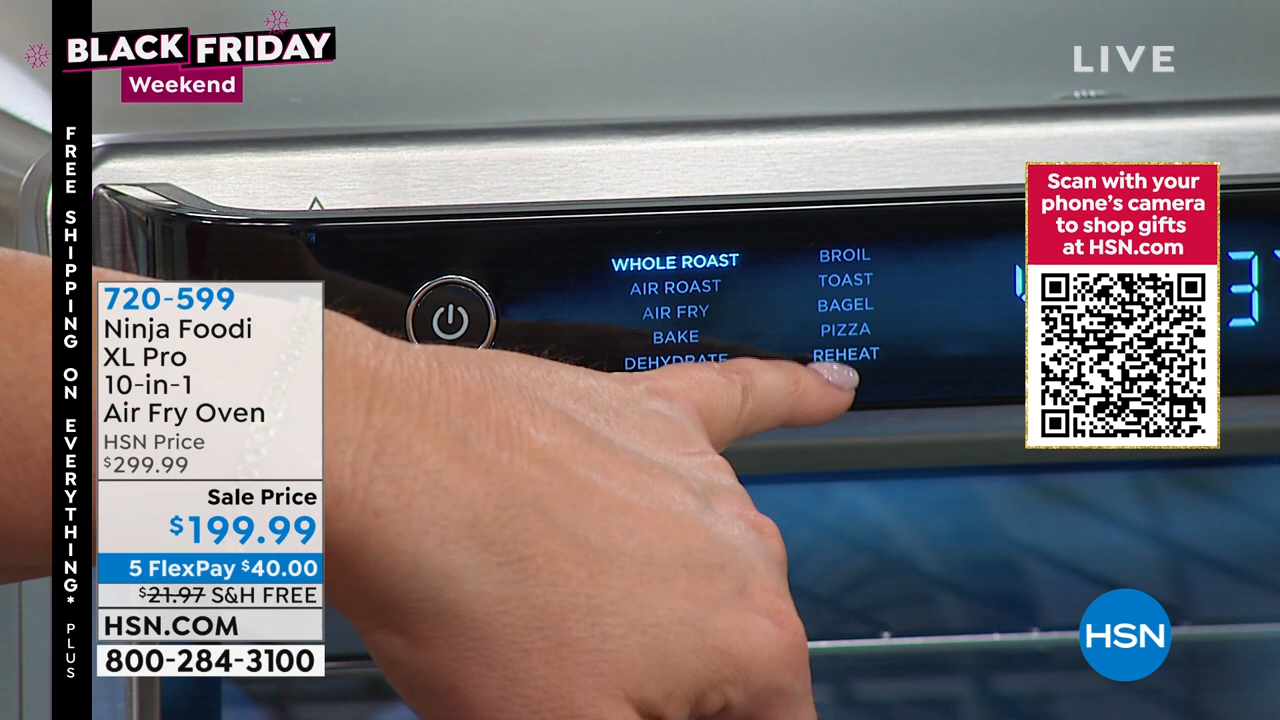 BLACK FRIDAY
Weekend
LIVE
FREE SHIPPING ON EVERYTHING* PLUS
Scan with your
phone's camera
to shop gifts
at HSN.com
WHOLE ROAST
AIR ROAST
AIR FRY
BAKE
DEHYDRATE
BROIL
TOAST
BAGEL
PIZZA
REHEAT
3
720-599
Ninja Foodi
XL Pro
10-in-1
Air Fry Oven
HSN Price
$299.99
Sale Price
$199.99
5 FlexPay $40.00
$21.97 S&H FREE
HSN.COM
800-284-3100
HSN